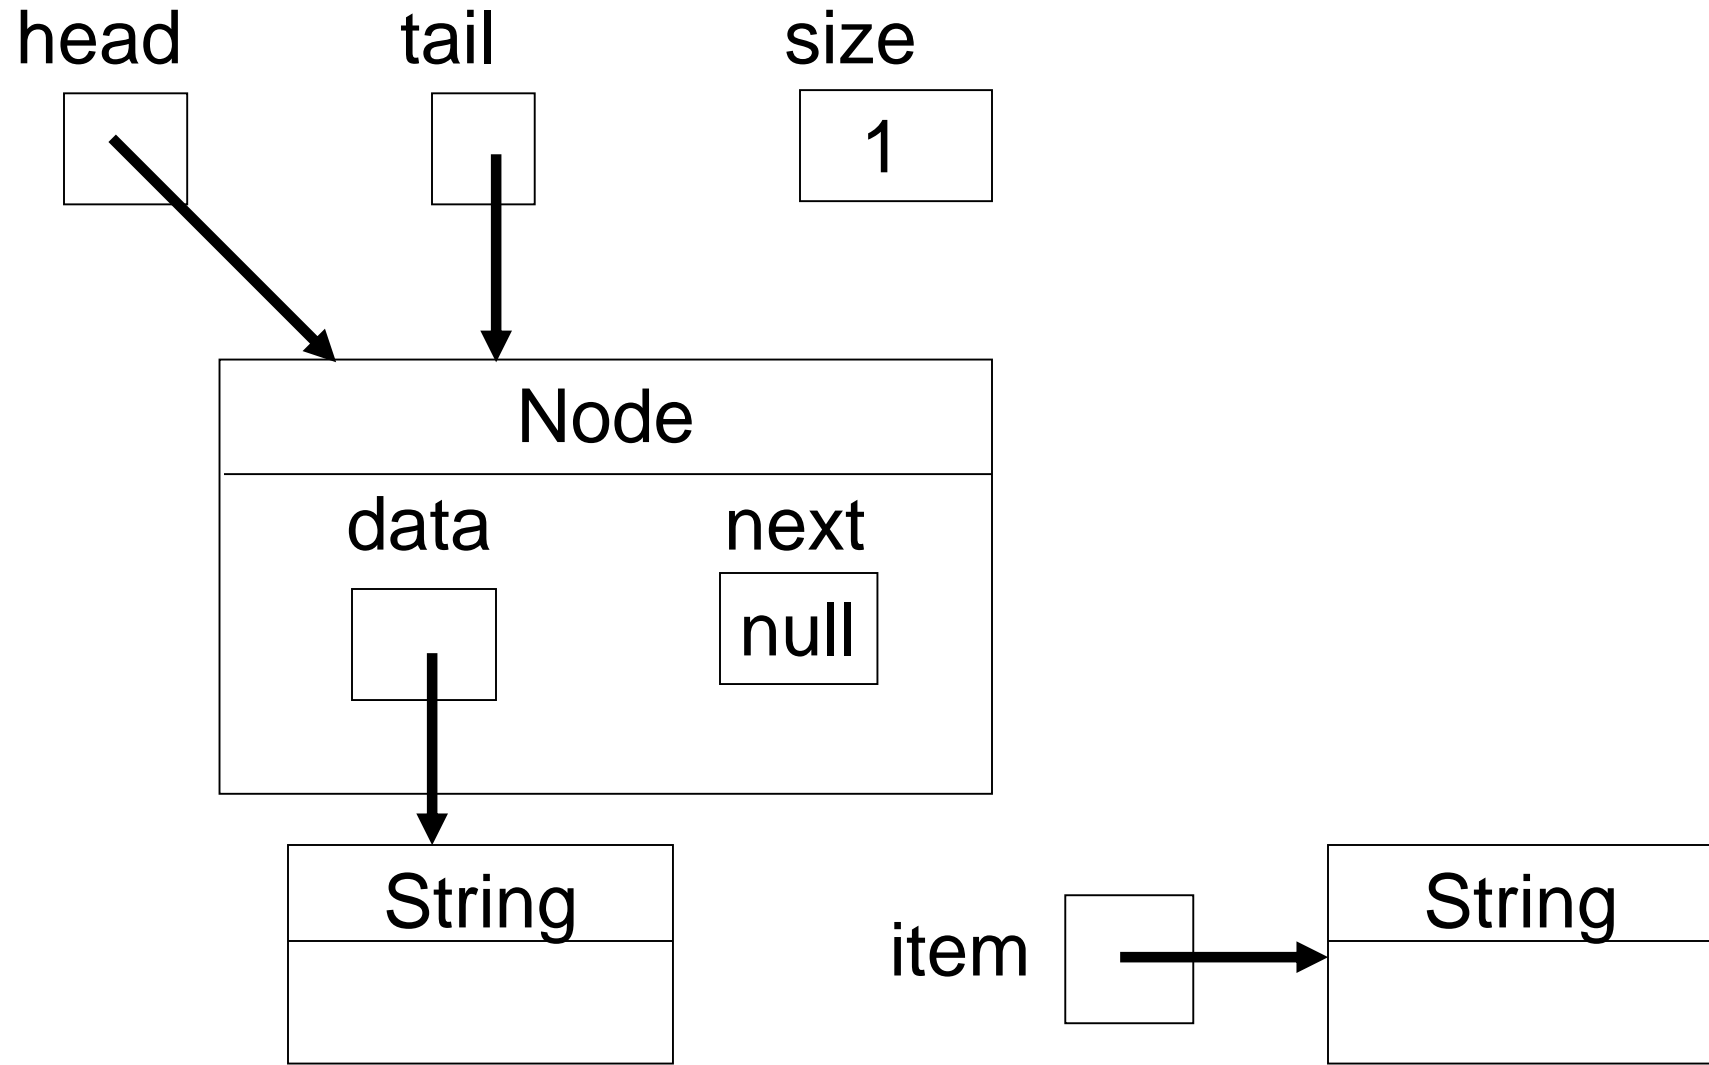 head tail size
1
Node
data next
null
String
String
item